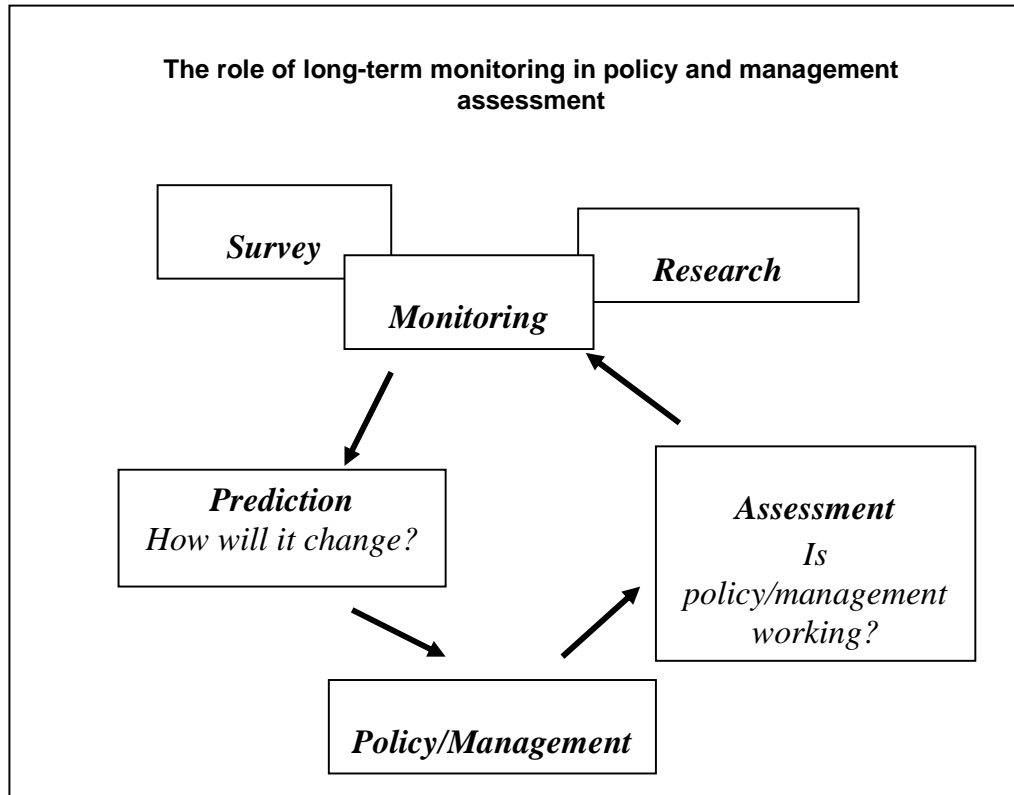 The role of long-term monitoring in policy and management
assessment
Survey
Research
Monitoring
Prediction
How will it change?
Assessment
Is
policy/management
working?
Policy/Management